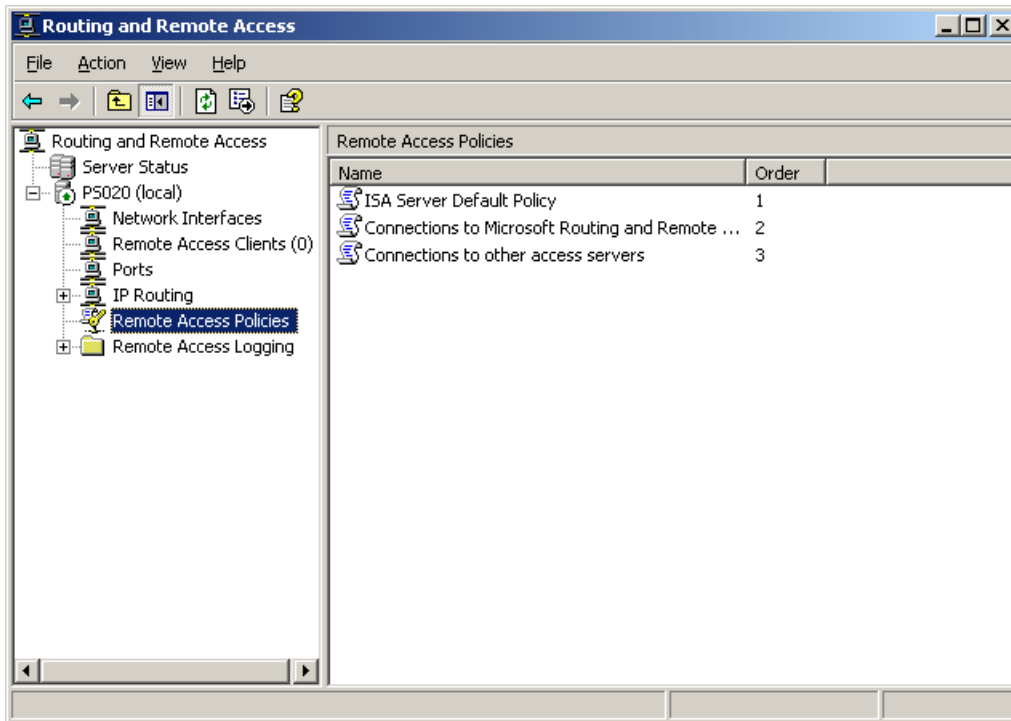 Routing and Remote Access
File Action View Help
Routing and Remote Access
Server Status
PS020 (local)
Network Interfaces
Remote Access Clients (0)
Ports
IP Routing
Remote Access Policies
Remote Access Logging
Remote Access Policies
Name Order
ISA Server Default Policy 1
Connections to Microsoft Routing and Remote ... 2
Connections to other access servers 3